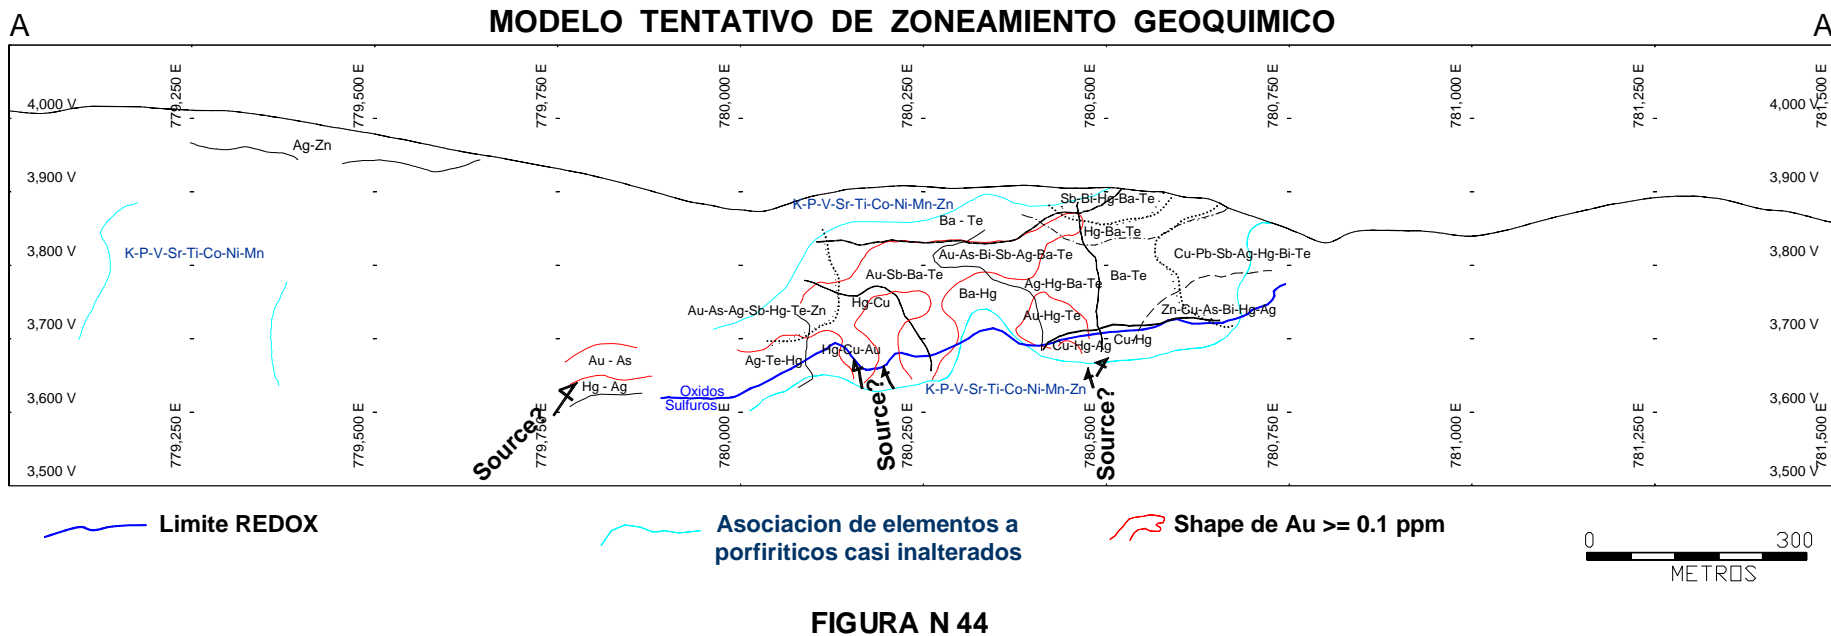 MODELO TENTATIVO DE ZONEAMIENTO GEOQUIMICO
A
A
779,250 E
779,500 E
779,750 E
780,000 E
780,250 E
780,500 E
780,750 E
781,000 E
781,250 E
781,500 E
4,000 V
4,000 V
Ag-Zn
3,900 V
3,900 V
K-P-V-Sr-Ti-Co-Ni-Mn-Zn
Sb-Bi-Hg-Ba-Te
Ba - Te
Hg-Ba-Te
3,800 V
3,800 V
K-P-V-Sr-Ti-Co-Ni-Mn
Au-As-Bi-Sb-Ag-Ba-Te
Cu-Pb-Sb-Ag-Hg-Bi-Te
Au-Sb-Ba-Te
Ba-Te
Ag-Hg-Ba-Te
Ba-Hg
Hg-Cu
Au-As-Ag-Sb-Hg-Te-Zn
Au-Hg-Te
Zn-Cu-As-Bi-Hg-Ag
3,700 V
3,700 V
Cu-Hg
Cu-Hg-Ag
Hg-Cu-Au
Au - As
Ag-Te-Hg
Hg - Ag
Oxidos
Sulfuros
K-P-V-Sr-Ti-Co-Ni-Mn-Zn
3,600 V
3,600 V
Source?
Source?
Source?
779,250 E
779,500 E
779,750 E
780,000 E
780,250 E
780,500 E
780,750 E
781,000 E
781,250 E
781,500 E
3,500 V
3,500 V
Limite REDOX
Asociacion de elementos a
porfiriticos casi inalterados
Shape de Au >= 0.1 ppm
0 300
METROS
FIGURA N 44